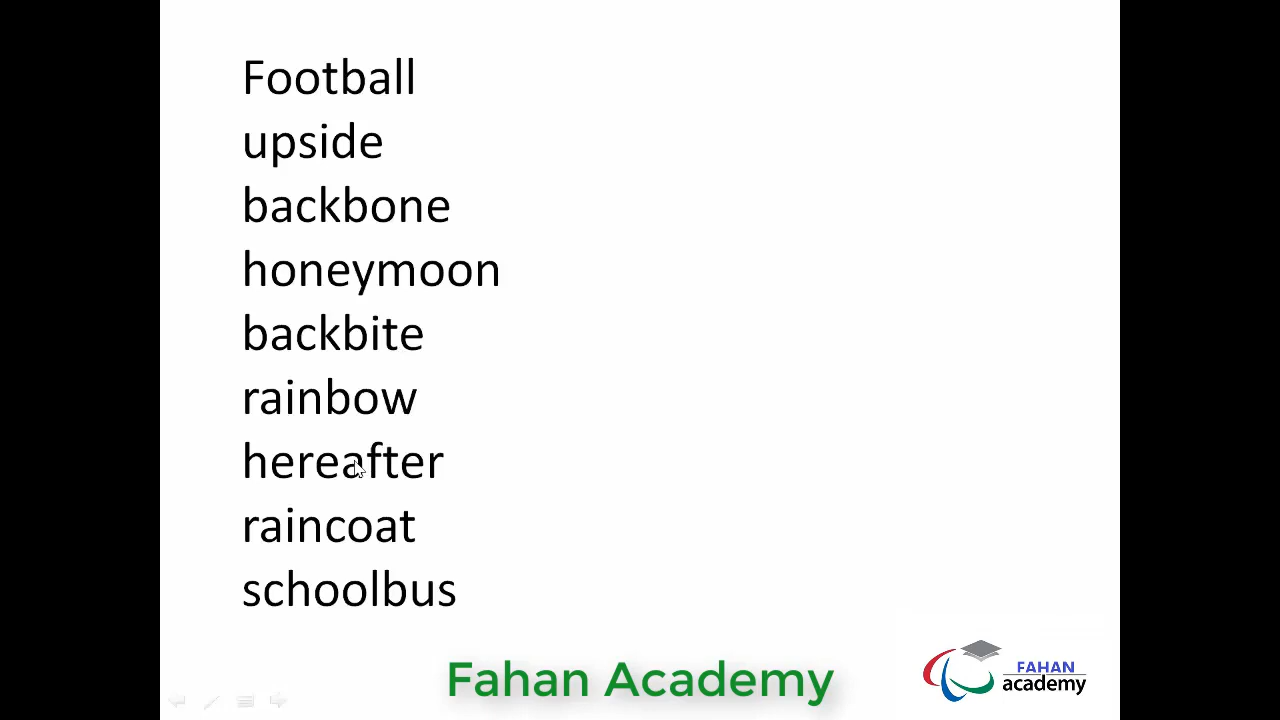 Football
upside
backbone
honeymoon
backbite
rainbow
hereafter
raincoat
schoolbus
Fahan Academy
FAHAN
academy